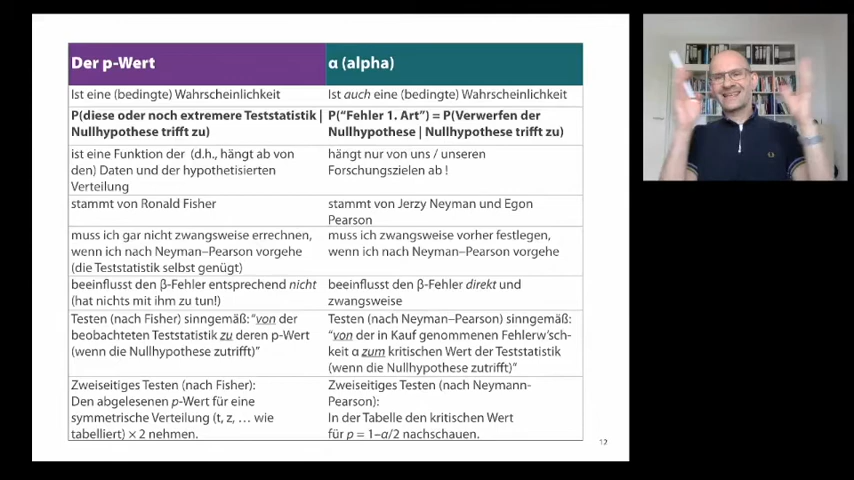 Der p-Wert
α (alpha)
Ist eine (bedingte) Wahrscheinlichkeit
Ist auch eine (bedingte) Wahrscheinlichkeit
P(diese oder noch extremere Teststatistik |
Nullhypothese trifft zu)
P(“Fehler 1. Art”) = P(Verwerfen der
Nullhypothese | Nullhypothese trifft zu)
ist eine Funktion der (d.h., hängt ab von
den) Daten und der hypothetisierten
Verteilung
hängt nur von uns / unseren
Forschungszielen ab !
stammt von Ronald Fisher
stammt von Jerzy Neyman und Egon
Pearson
muss ich gar nicht zwangsweise errechnen,
wenn ich nach Neyman–Pearson vorgehe
(die Teststatistik selbst genügt)
muss ich zwangsweise vorher festlegen,
wenn ich nach Neyman–Pearson vorgehe
beeinflusst den β-Fehler entsprechend nicht
(hat nichts mit ihm zu tun!)
beeinflusst den β-Fehler direkt und
zwangsweise
Testen (nach Fisher) sinngemäß: “von der
beobachteten Teststatistik zu deren p-Wert
(wenn die Nullhypothese zutrifft)”
Testen (nach Neyman–Pearson) sinngemäß:
“von der in Kauf genommenen Fehlerw’sch-
keit α zum kritischen Wert der Teststatistik
(wenn die Nullhypothese zutrifft)”
Zweiseitiges Testen (nach Fisher):
Den abgelesenen p-Wert für eine
symmetrische Verteilung (t, z, … wie
tabelliert) × 2 nehmen.
Zweiseitiges Testen (nach Neymann-
Pearson):
In der Tabelle den kritischen Wert
für p = 1–α/2 nachschauen.
12